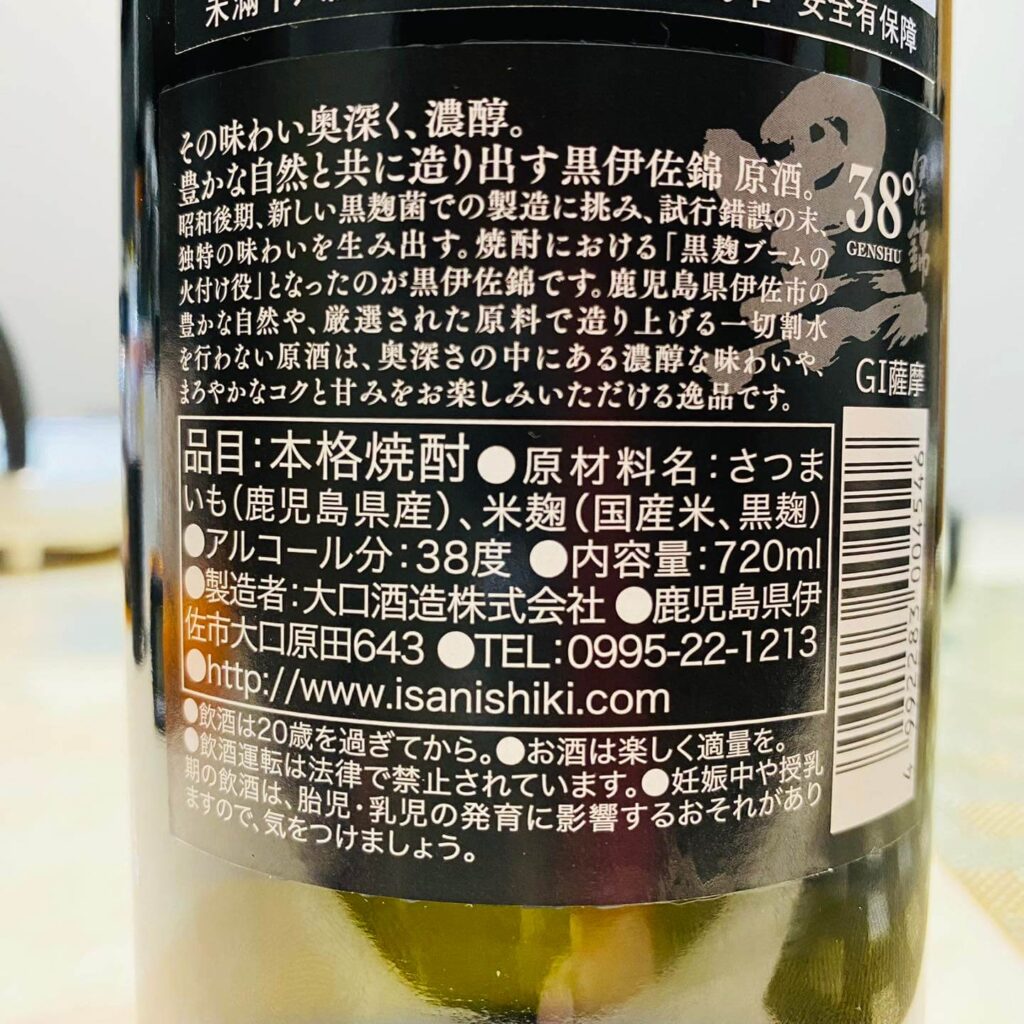 安全有保障
その味わい奥深く、濃醇。
豊かな自然と共に造り出す黒伊佐錦 原酒。
昭和後期、新しい黒麹菌での製造に挑み、試行錯誤の末、
独特の味わいを生み出す。焼酎における「黒麹ブームの
火付け役」となったのが黒伊佐錦です。鹿児島県伊佐市の
豊かな自然や、厳選された原料で造り上げる一切割水
を行わない原酒は、奥深さの中にある濃醇な味わいや、
まろやかなコクと甘みをお楽しみいただける逸品です。
黒
伊佐錦
38°
GENSHU
GI薩摩
品目：本格焼酎●原材料名：さつま
いも（鹿児島県産）、米麹（国産米、黒麹）
●アルコール分：38度 ●内容量：720ml
●製造者：大口酒造株式会社 ●鹿児島県伊
佐市大口原田643 ●TEL：0995-22-1213
●http://www.isanishiki.com
4 992283 004546
●飲酒は20歳を過ぎてから。●お酒は楽しく適量を。
●飲酒運転は法律で禁止されています。●妊娠中や授乳
期の飲酒は、胎児・乳児の発育に影響するおそれがあり
ますので、気をつけましょう。